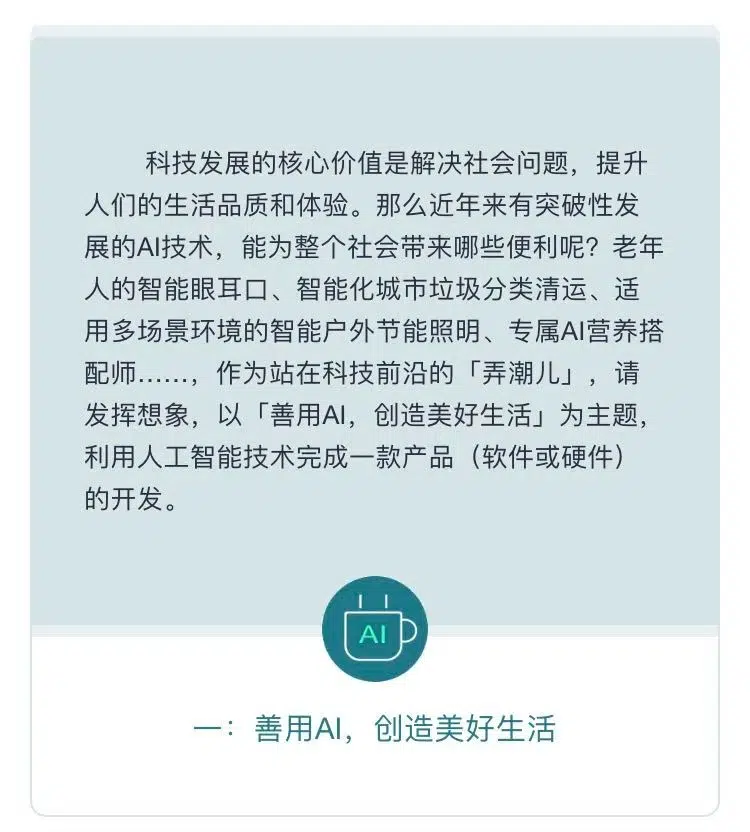 科技发展的核心价值是解决社会问题，提升
人们的生活品质和体验。那么近年来有突破性发
展的AI技术，能为整个社会带来哪些便利呢？老年
人的智能眼耳口、智能化城市垃圾分类清运、适
用多场景环境的智能户外节能照明、专属AI营养搭
配师……，作为站在科技前沿的「弄潮儿」，请
发挥想象，以「善用AI，创造美好生活」为主题，
利用人工智能技术完成一款产品（软件或硬件）
的开发。
AI
一：善用AI，创造美好生活